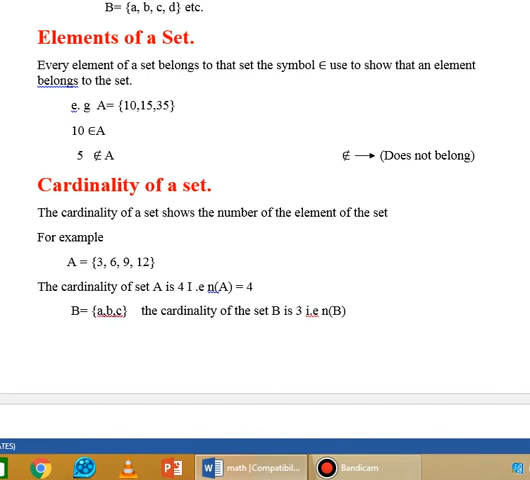 B= {a, b, c, d} etc.
Elements of a Set.
Every element of a set belongs to that set the symbol ∈ use to show that an element
belongs to the set.
e. g A= {10,15,35}
10 ∈A
5 ∉ A ∉ ⟶ (Does not belong)
Cardinality of a set.
The cardinality of a set shows the number of the element of the set
For example
A = {3, 6, 9, 12}
The cardinality of set A is 4 I .e n(A) = 4
B= {a,b,c} the cardinality of the set B is 3 i.e n(B)
ATES)
math [Compatibil... Bandicam